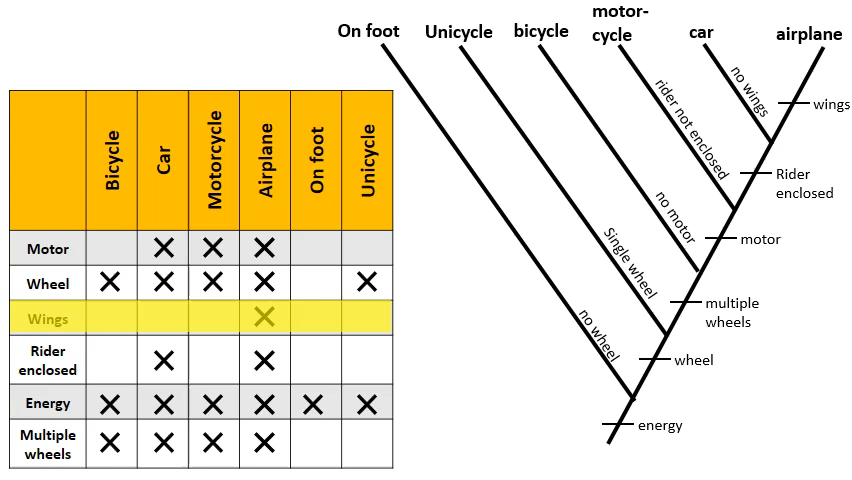 On foot
Unicycle
bicycle
motor-
cycle
car
airplane
Bicycle
Car
Motorcycle
Airplane
On foot
Unicycle
Motor
Wheel
Wings
Rider
enclosed
Energy
Multiple
wheels
no wheel
Single wheel
no motor
rider not enclosed
no wings
wings
Rider
enclosed
motor
multiple
wheels
wheel
energy